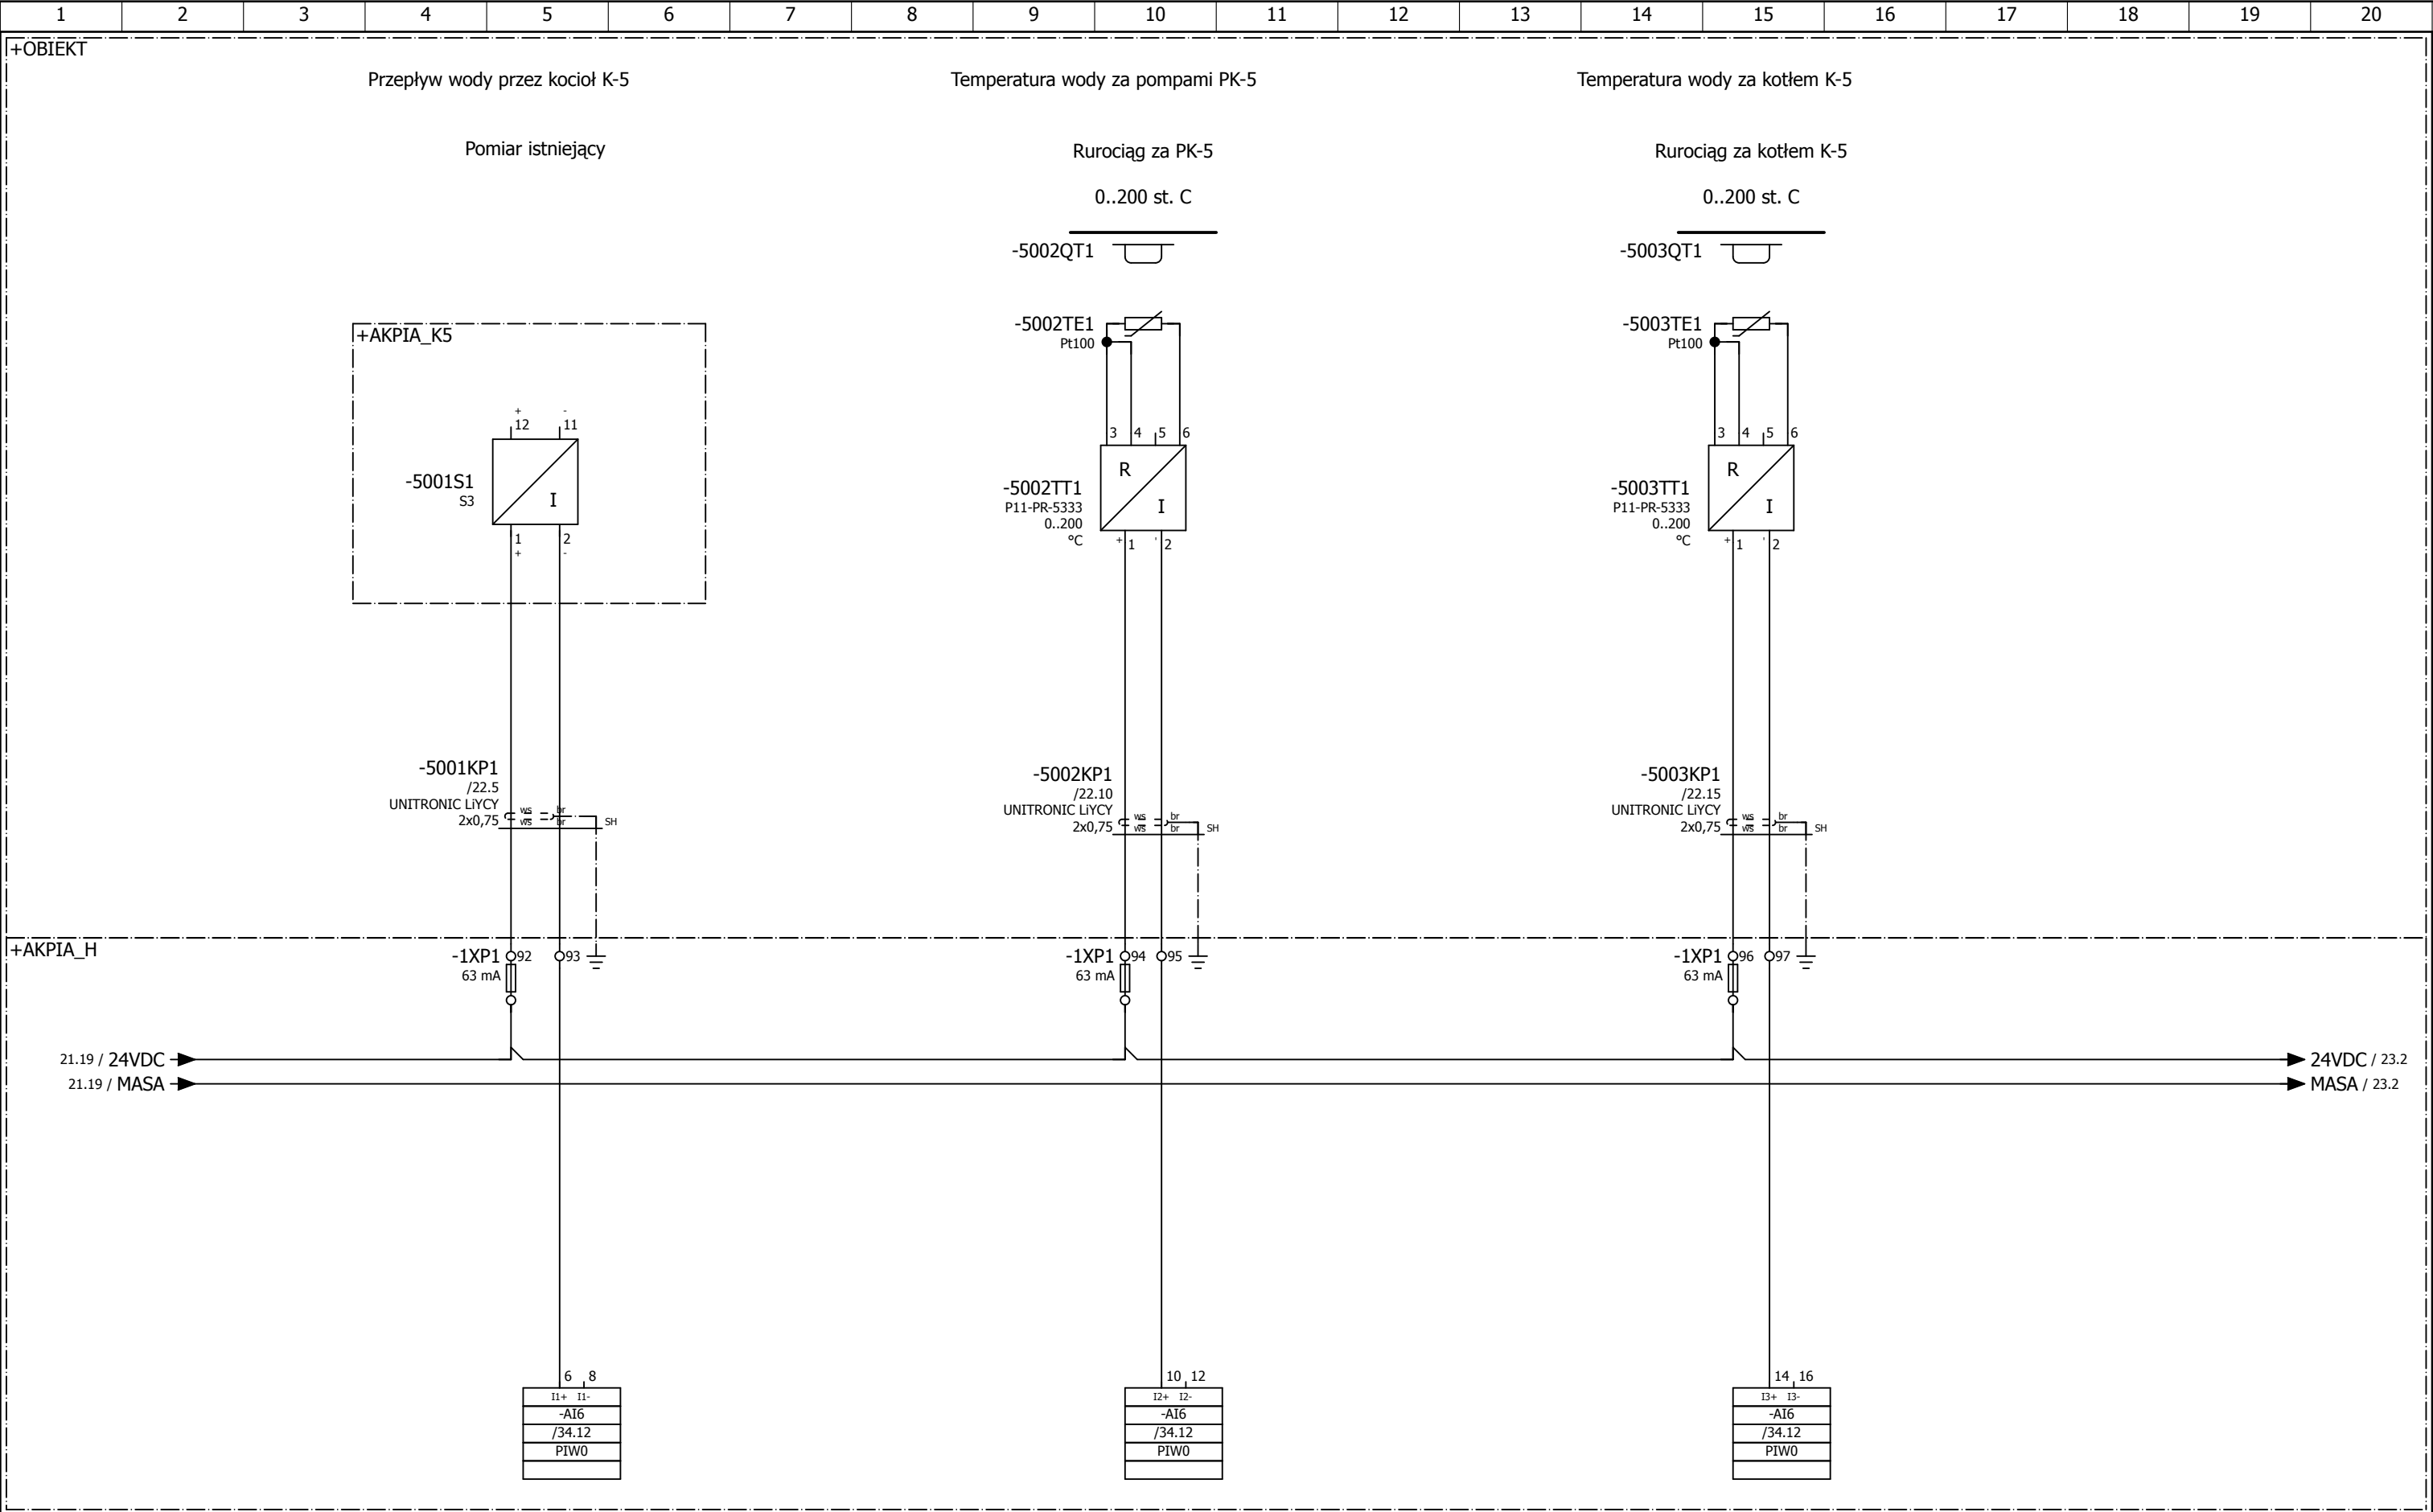 1 2 3 4 5 6 7 8 9 10 11 12 13 14 15 16 17 18 19 20
+OBIEKT
Przepływ wody przez kocioł K-5
Temperatura wody za pompami PK-5
Temperatura wody za kotłem K-5
Pomiar istniejący
Rurociąg za PK-5
Rurociąg za kotłem K-5
0..200 st. C
0..200 st. C
-5002QT1
-5003QT1
+AKPIA_K5
-5002TE1
Pt100
-5003TE1
Pt100
+ -
12 11
3 4 5 6
3 4 5 6
-5001S1
S3
I
R
I
-5002TT1
P11-PR-5333
0..200
°C
R
I
-5003TT1
P11-PR-5333
0..200
°C
1 2
+ -
+ 1 2
+ 1 2
-5001KP1
/22.5
UNITRONIC LiYCY
2x0,75
ws br
ws br
SH
-5002KP1
/22.10
UNITRONIC LiYCY
2x0,75
ws br
ws br
SH
-5003KP1
/22.15
UNITRONIC LiYCY
2x0,75
ws br
ws br
SH
+AKPIA_H
-1XP1 92 93
63 mA
-1XP1 94 95
63 mA
-1XP1 96 97
63 mA
21.19 / 24VDC
24VDC / 23.2
21.19 / MASA
MASA / 23.2
6 8
I1+ I1-
-AI6
/34.12
PIW0
10 12
I2+ I2-
-AI6
/34.12
PIW0
14 16
I3+ I3-
-AI6
/34.12
PIW0